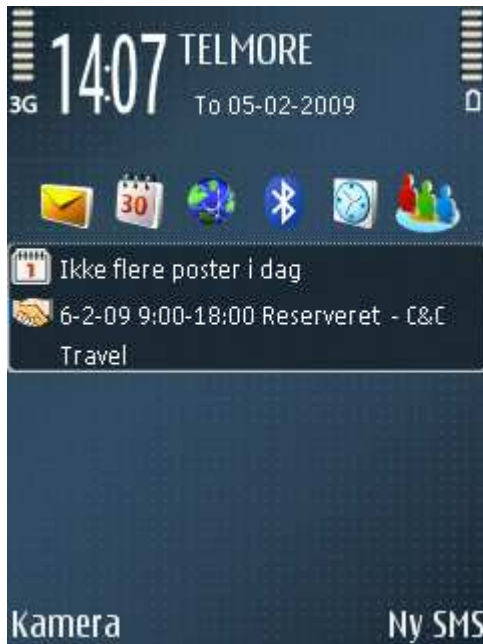 14:07 TELMORE
3G To 05-02-2009
30
1 Ikke flere poster i dag
6-2-09 9:00-18:00 Reserveret - C&C
Travel
Kamera Ny SMS